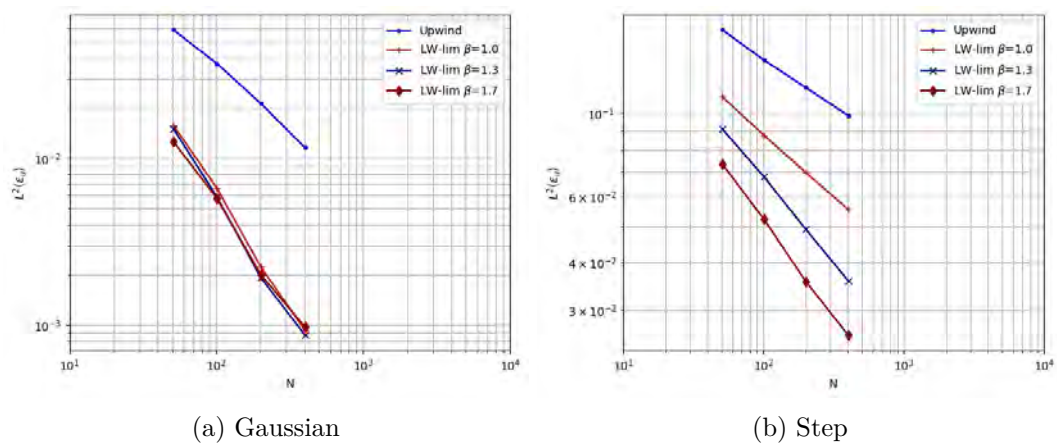 Upwind
LW-lim β=1.0
LW-lim β=1.3
LW-lim β=1.7
10⁻²
10⁻³
10¹ 10² 10³ 10⁴
N
(a) Gaussian
Upwind
LW-lim β=1.0
LW-lim β=1.3
LW-lim β=1.7
10⁻¹
6 × 10⁻²
4 × 10⁻²
3 × 10⁻²
10¹ 10² 10³ 10⁴
N
(b) Step